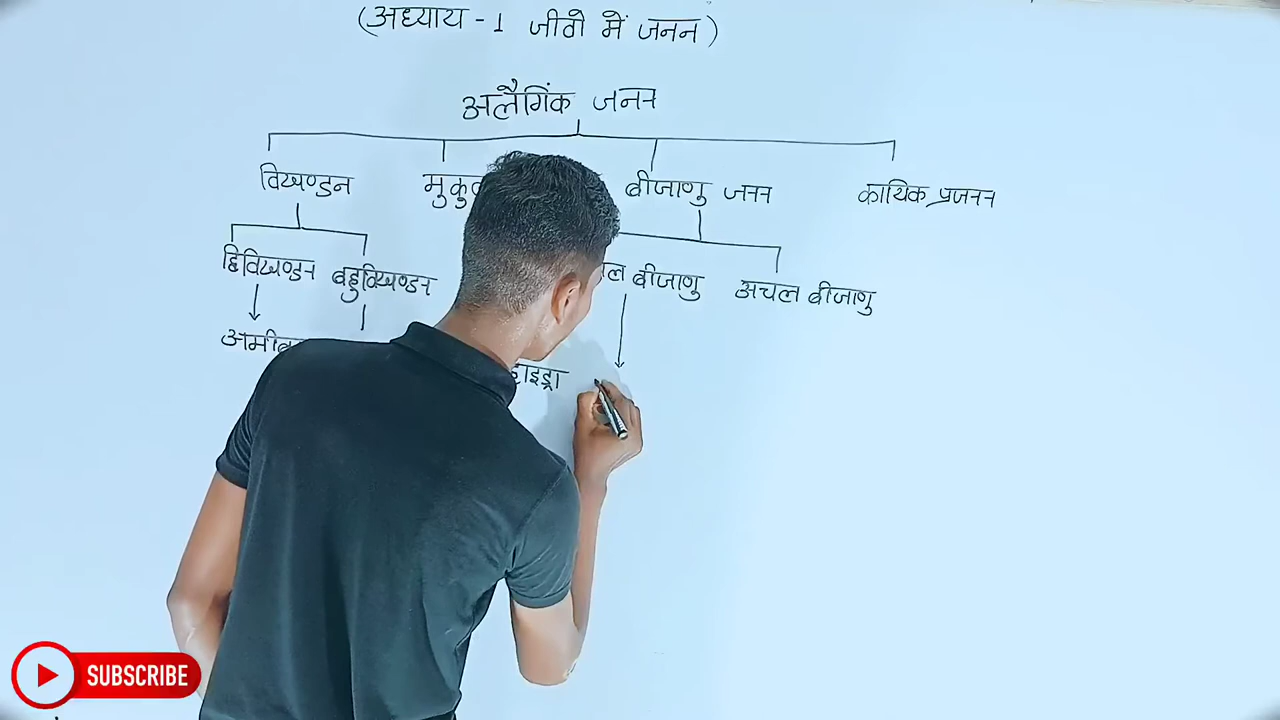 (अध्याय - 1 जीवो में जनन)
अलैगिंक जनन
विखण्डन बीजाणु जनन कायिक प्रजनन
द्विविखण्डन बहुविखण्डन बीजाणु अचल बीजाणु
SUBSCRIBE